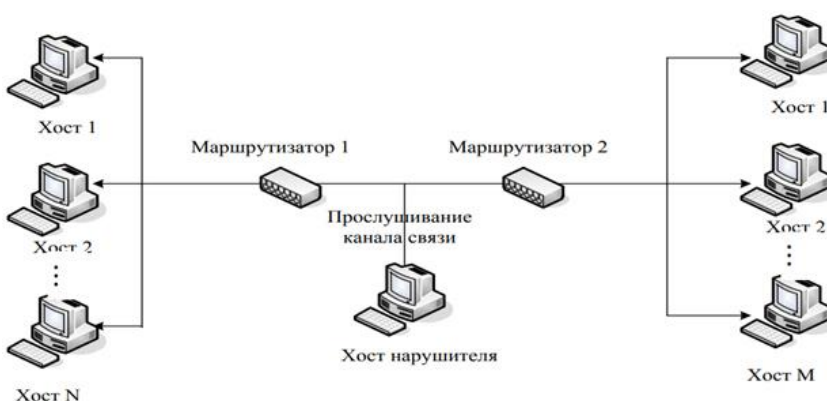 Хост 1
Хост 2
Хост N
Маршрутизатор 1
Маршрутизатор 2
Прослушивание
канала связи
Хост нарушителя
Хост 1
Хост 2
Хост M